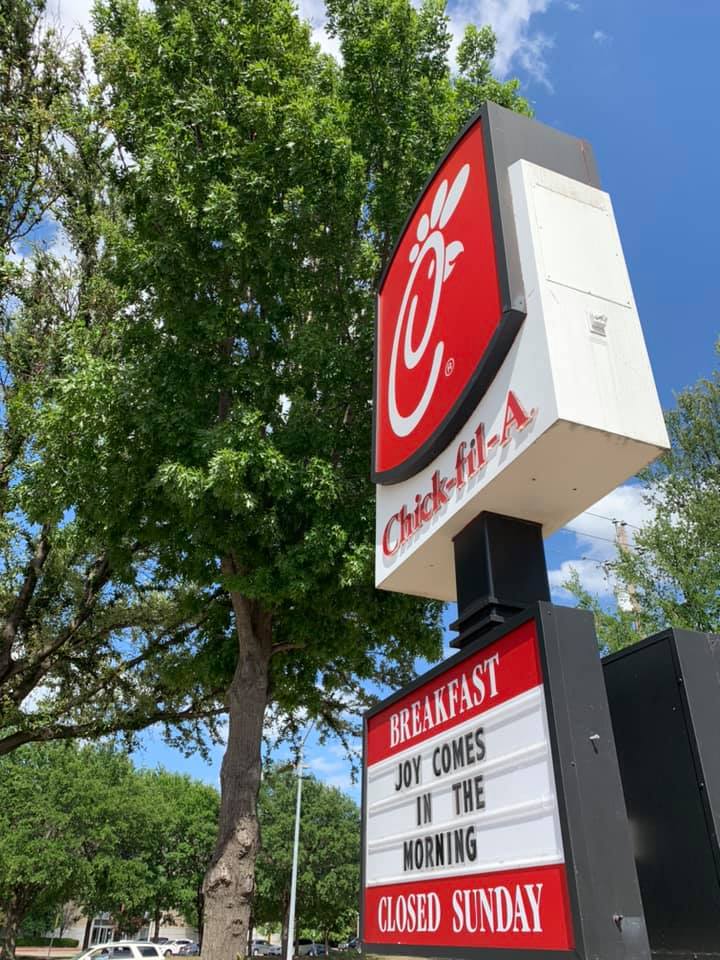 Chick-fil-A
BREAKFAST
JOY COMES
IN THE
MORNING
CLOSED SUNDAY